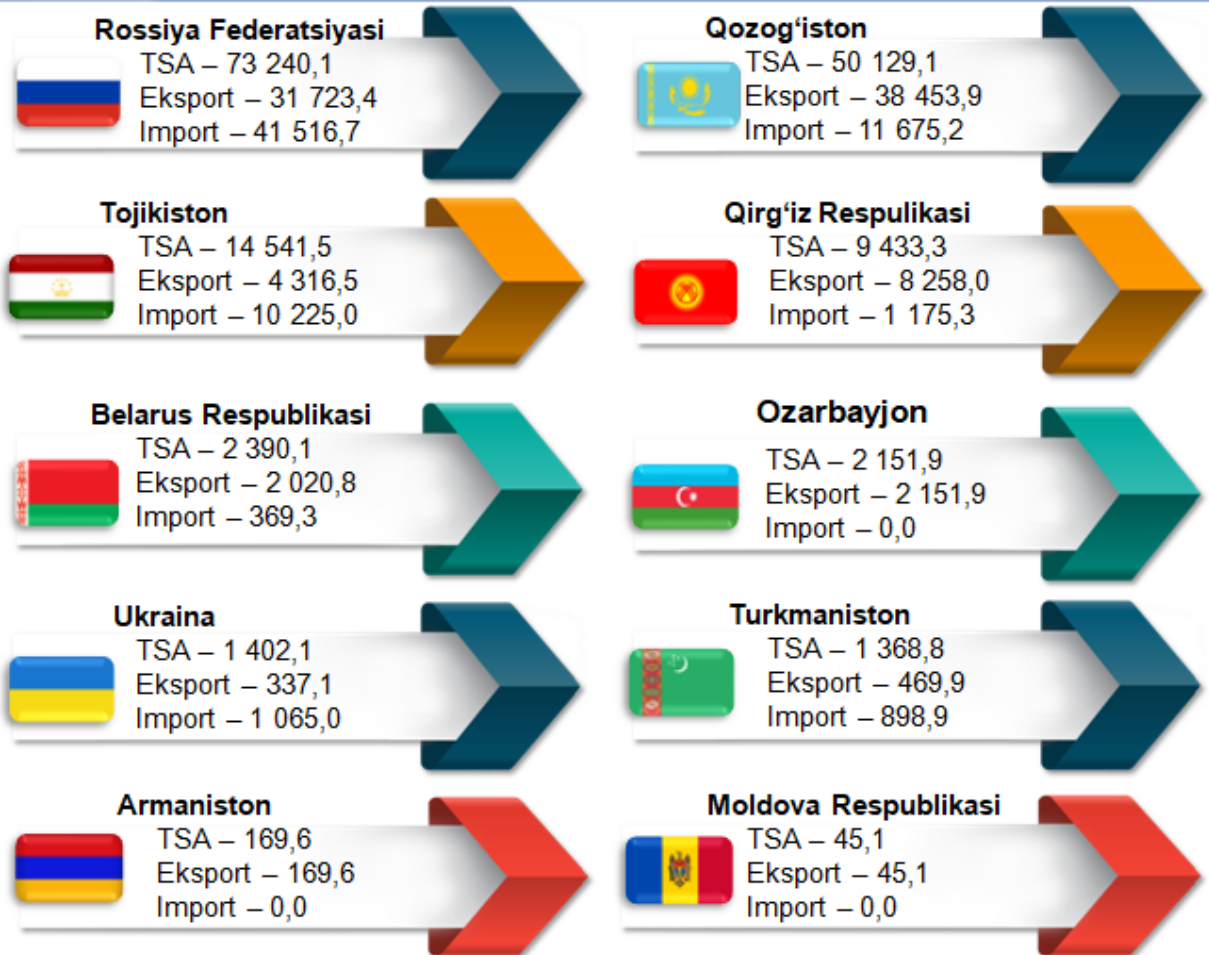 Rossiya Federatsiyasi
TSA – 73 240,1
Eksport – 31 723,4
Import – 41 516,7
Qozog‘iston
TSA – 50 129,1
Eksport – 38 453,9
Import – 11 675,2
Tojikiston
TSA – 14 541,5
Eksport – 4 316,5
Import – 10 225,0
Qirg‘iz Respulikasi
TSA – 9 433,3
Eksport – 8 258,0
Import – 1 175,3
Belarus Respublikasi
TSA – 2 390,1
Eksport – 2 020,8
Import – 369,3
Ozarbayjon
TSA – 2 151,9
Eksport – 2 151,9
Import – 0,0
Ukraina
TSA – 1 402,1
Eksport – 337,1
Import – 1 065,0
Turkmaniston
TSA – 1 368,8
Eksport – 469,9
Import – 898,9
Armaniston
TSA – 169,6
Eksport – 169,6
Import – 0,0
Moldova Respublikasi
TSA – 45,1
Eksport – 45,1
Import – 0,0